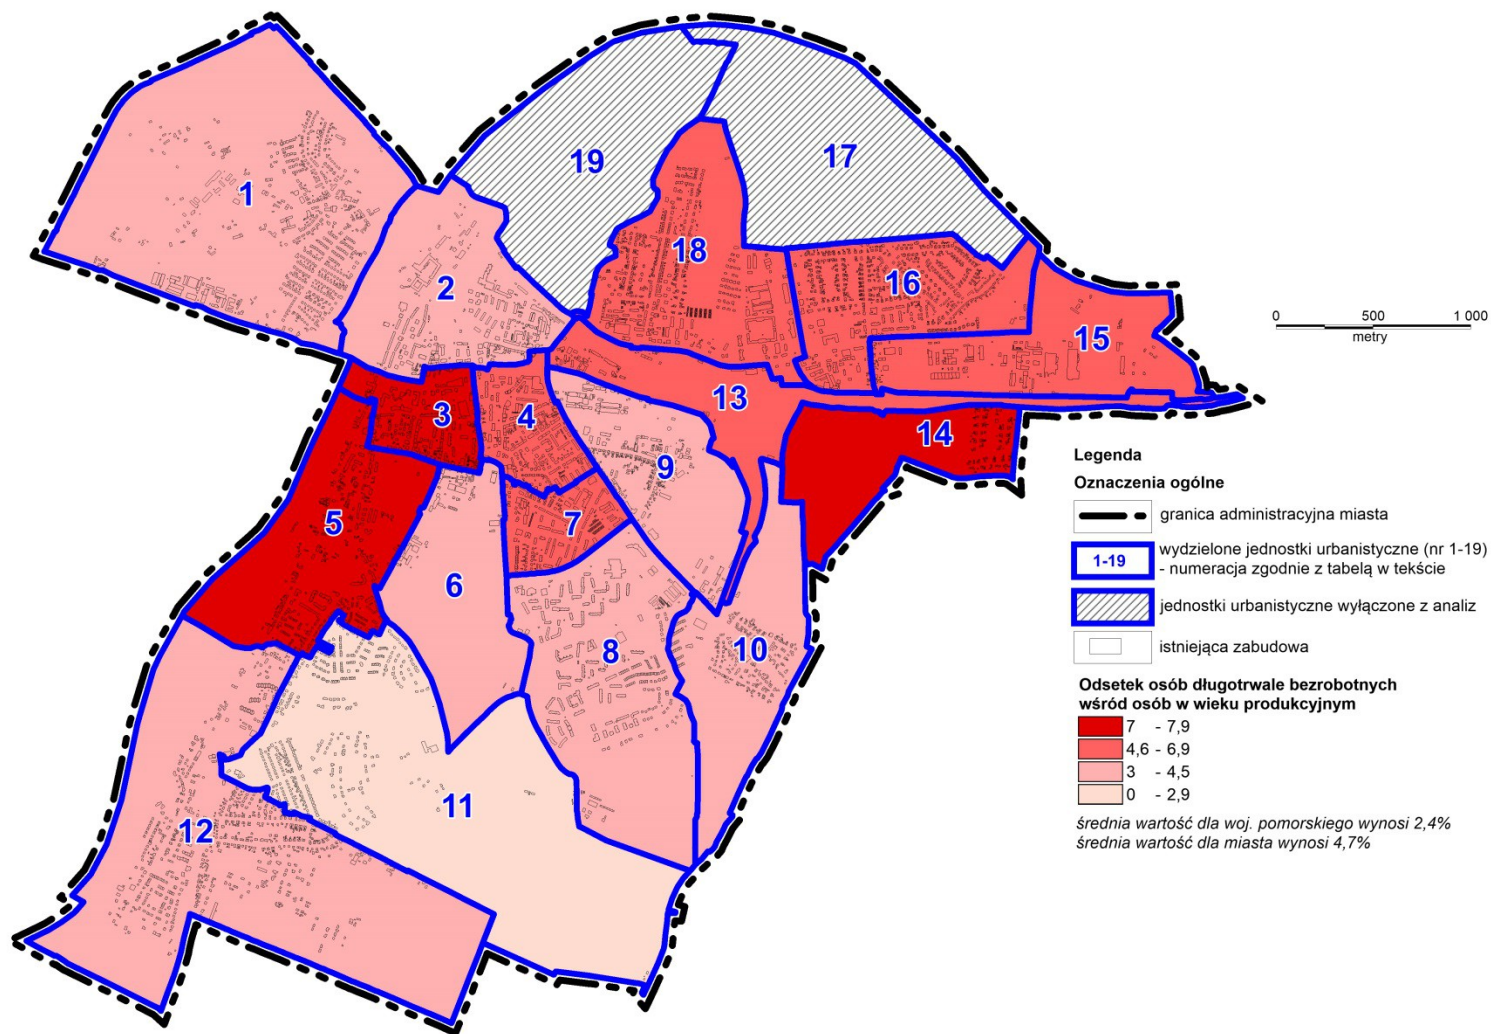 19
17
1
18
16
2
15
0 500 1 000
metry
13
3
4
14
9
5
7
6
8
10
11
12
Legenda
Oznaczenia ogólne
granica administracyjna miasta
1-19
wydzielone jednostki urbanistyczne (nr 1-19)
- numeracja zgodnie z tabelą w tekście
jednostki urbanistyczne wyłączone z analiz
istniejąca zabudowa
Odsetek osób długotrwale bezrobotnych
wśród osób w wieku produkcyjnym
7 - 7,9
4,6 - 6,9
3 - 4,5
0 - 2,9
średnia wartość dla woj. pomorskiego wynosi 2,4%
średnia wartość dla miasta wynosi 4,7%